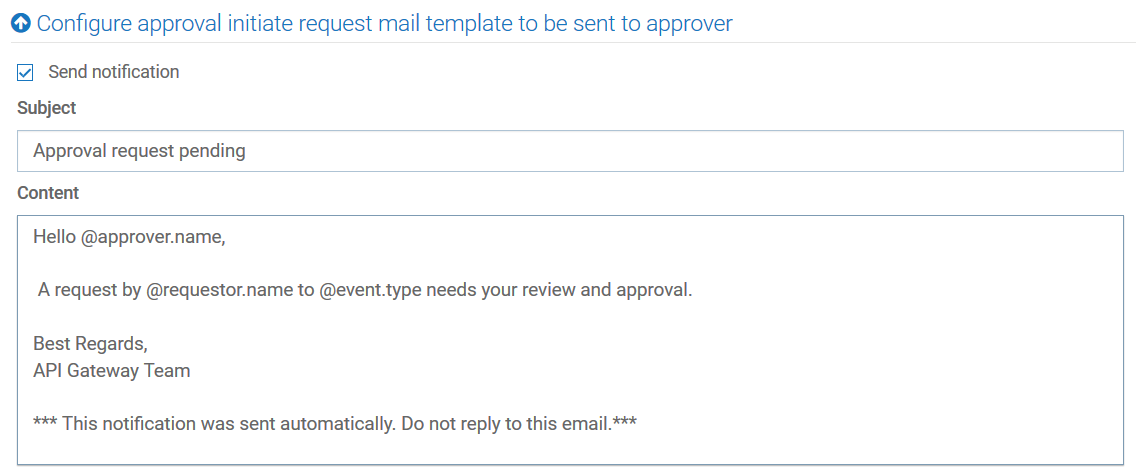 Configure approval initiate request mail template to be sent to approver
Send notification
Subject
Approval request pending
Content
Hello @approver.name,
A request by @requestor.name to @event.type needs your review and approval.
Best Regards,
API Gateway Team
*** This notification was sent automatically. Do not reply to this email.***